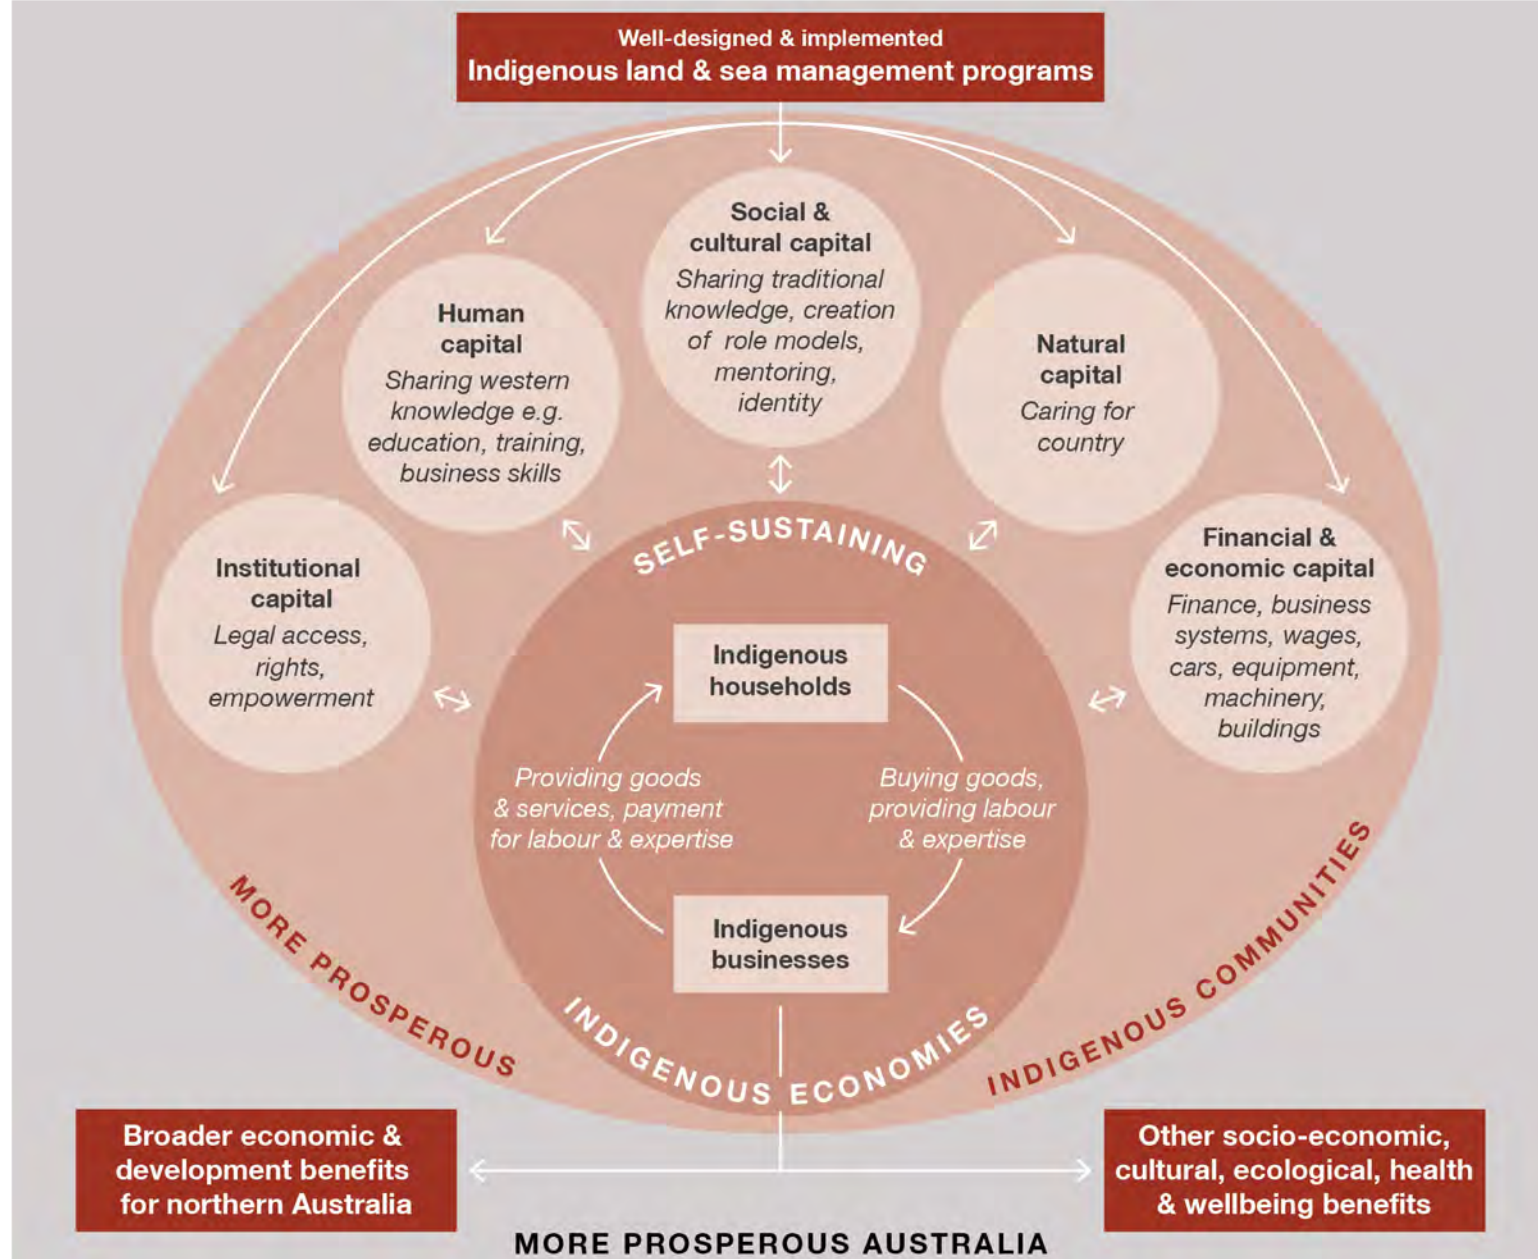 Well-designed & implemented
Indigenous land & sea management programs
Social &
cultural capital
Sharing traditional
knowledge, creation
of role models,
mentoring,
identity
Human
capital
Sharing western
knowledge e.g.
education, training,
business skills
Natural
capital
Caring for
country
Institutional
capital
Legal access,
rights,
empowerment
Financial &
economic capital
Finance, business
systems, wages,
cars, equipment,
machinery,
buildings
SELF-SUSTAINING
Indigenous
households
Providing goods
& services, payment
for labour & expertise
Buying goods,
providing labour
& expertise
Indigenous
businesses
INDIGENOUS ECONOMIES
MORE PROSPEROUS
INDIGENOUS COMMUNITIES
Broader economic &
development benefits
for northern Australia
Other socio-economic,
cultural, ecological, health
& wellbeing benefits
MORE PROSPEROUS AUSTRALIA